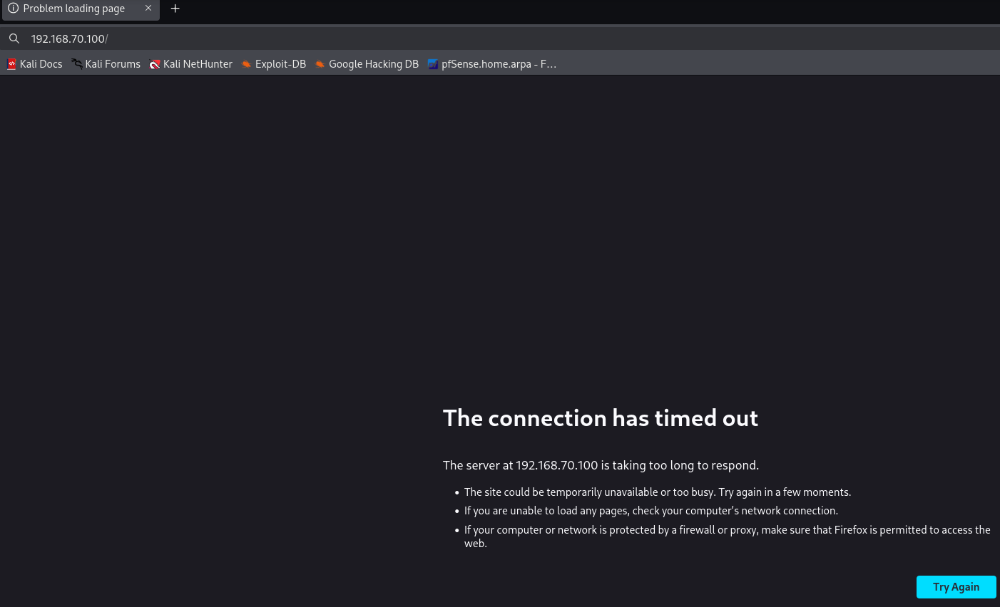 Problem loading page
192.168.70.100/
Kali Docs Kali Forums Kali NetHunter Exploit-DB Google Hacking DB pfSense.home.arpa - F…
The connection has timed out
The server at 192.168.70.100 is taking too long to respond.
• The site could be temporarily unavailable or too busy. Try again in a few moments.
• If you are unable to load any pages, check your computer’s network connection.
• If your computer or network is protected by a firewall or proxy, make sure that Firefox is permitted to access the
web.
Try Again